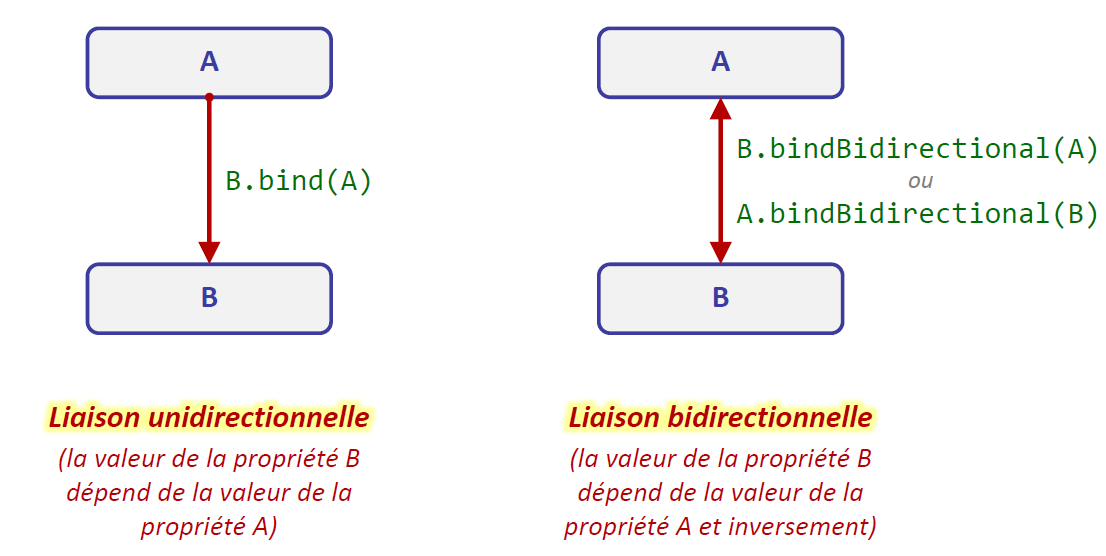 A
B.bind(A)
B
Liaison unidirectionnelle
(la valeur de la propriété B
dépend de la valeur de la
propriété A)
A
B.bindBidirectional(A)
ou
A.bindBidirectional(B)
B
Liaison bidirectionnelle
(la valeur de la propriété B
dépend de la valeur de la
propriété A et inversement)